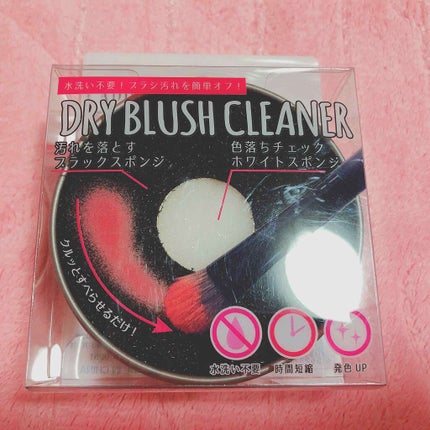 水洗い不要！ブラシ汚れを簡単オフ！
DRY BLUSH CLEANER
汚れを落とす
ブラックスポンジ
色落ちチェック
ホワイトスポンジ
クルッとすべらせるだけ！
水洗い不要
時間短縮
発色 UP